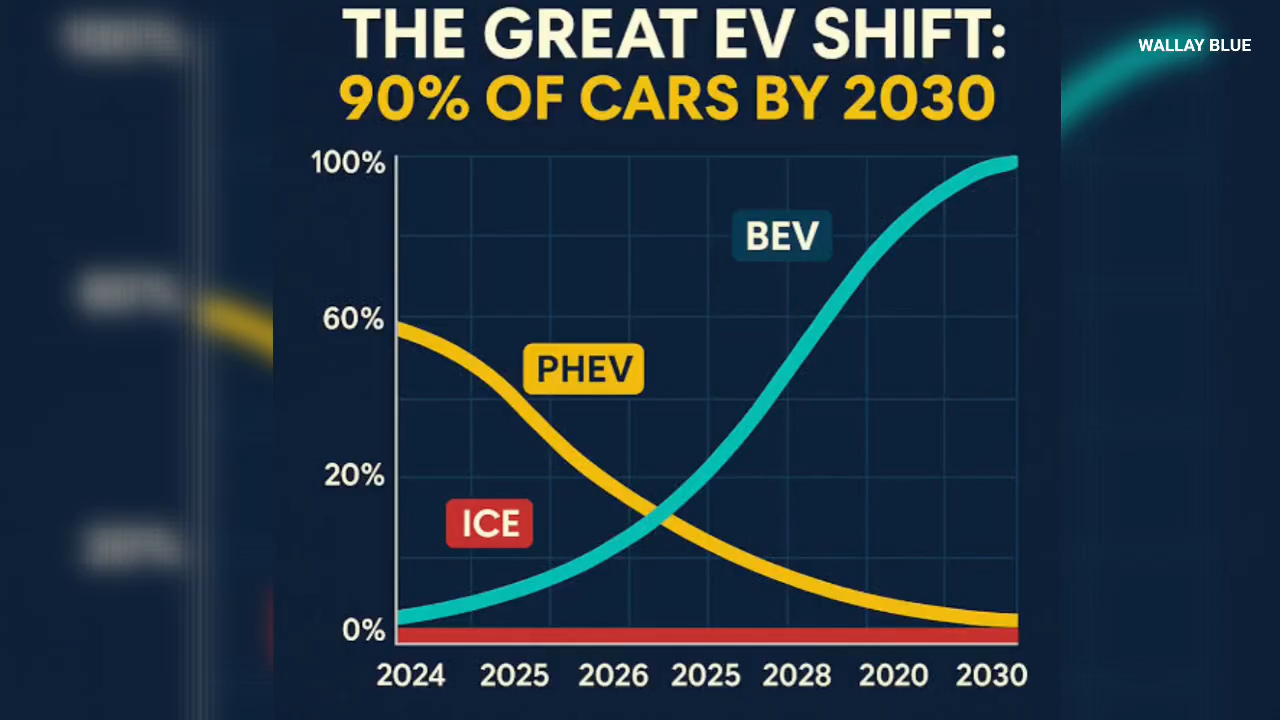 THE GREAT EV SHIFT:
90% OF CARS BY 2030
WALLAY BLUE
100%
BEV
60%
PHEV
20%
ICE
0%
2024 2025 2026 2025 2028 2020 2030